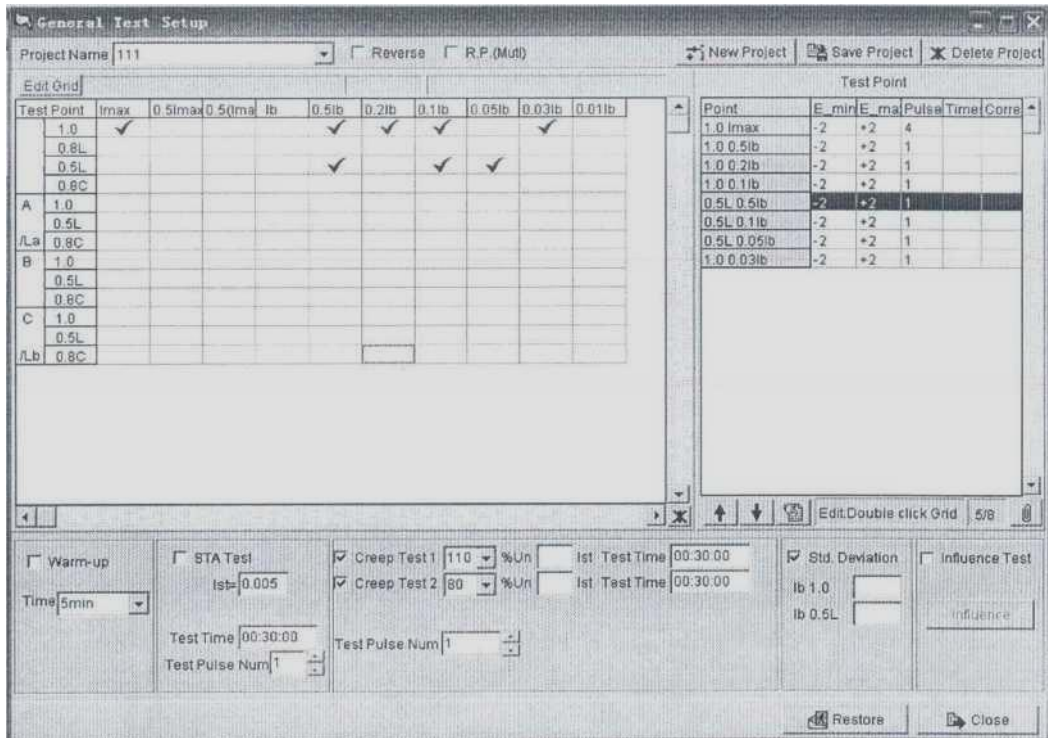 General Text Setup
Project Name 111 Reverse R.P.(Mutl) New Project Save Project Delete Project
Edit Grid
Test Point Imax 0.5Imax 0.5(Ima Ib 0.5Ib 0.2Ib 0.1Ib 0.05Ib 0.03Ib 0.01Ib
1.0
0.8L
0.5L
0.8C
A 1.0
0.5L
/La 0.8C
B 1.0
0.5L
0.8C
C 1.0
0.5L
/Lb 0.8C
Test Point
Point E_min E_ma Pulse Time Corre
1.0 Imax -2 +2 4
1.0 0.5Ib -2 +2 1
1.0 0.2Ib -2 +2 1
1.0 0.1Ib -2 +2 1
0.5L 0.5Ib -2 +2 1
0.5L 0.1Ib -2 +2 1
0.5L 0.05Ib -2 +2 1
1.0 0.03Ib -2 +2 1
Edit:Double click Grid 5/8
Warm-up
Time 5min
STA Test
Ist= 0.005
Test Time 00:30:00
Test Pulse Num 1
Creep Test 1 110 %Un Ist Test Time 00:30:00
Creep Test 2 80 %Un Ist Test Time 00:30:00
Test Pulse Num 1
Std. Deviation
Ib 1.0
Ib 0.5L
Influence Test
Influence
Restore Close